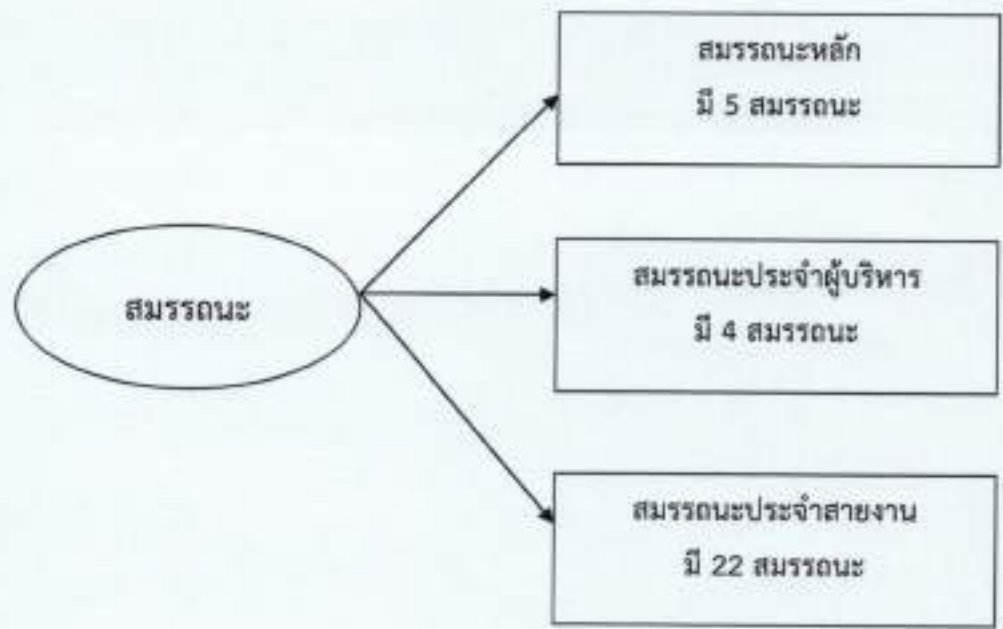 สมรรถนะ
สมรรถนะหลัก
มี 5 สมรรถนะ
สมรรถนะประจำผู้บริหาร
มี 4 สมรรถนะ
สมรรถนะประจำสายงาน
มี 22 สมรรถนะ